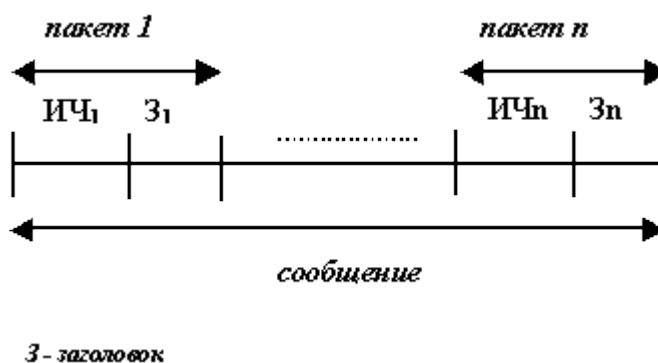 пакет 1 пакет n
ИЧ₁ З₁ ИЧn Зn
сообщение
З - заголовок